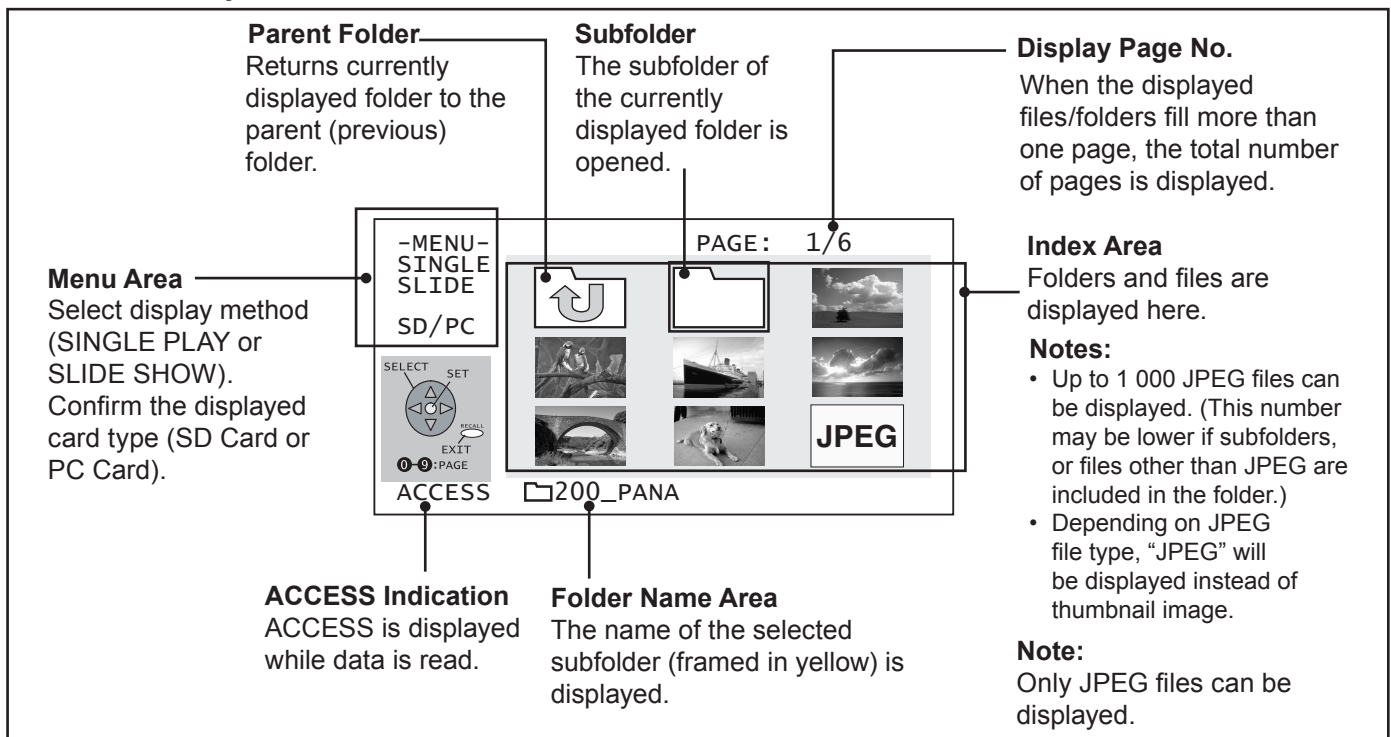 Parent Folder
Returns currently
displayed folder to the
parent (previous)
folder.
Subfolder
The subfolder of
the currently
displayed folder is
opened.
Display Page No.
When the displayed
files/folders fill more than
one page, the total number
of pages is displayed.
Menu Area
Select display method
(SINGLE PLAY or
SLIDE SHOW).
Confirm the displayed
card type (SD Card or
PC Card).
-MENU-
SINGLE
SLIDE
SD/PC
PAGE: 1/6
SELECT
SET
RECALL
EXIT
0-9:PAGE
JPEG
ACCESS
200_PANA
Index Area
Folders and files are
displayed here.
Notes:
• Up to 1 000 JPEG files can
be displayed. (This number
may be lower if subfolders,
or files other than JPEG are
included in the folder.)
• Depending on JPEG
file type, “JPEG” will
be displayed instead of
thumbnail image.
Note:
Only JPEG files can be
displayed.
ACCESS Indication
ACCESS is displayed
while data is read.
Folder Name Area
The name of the selected
subfolder (framed in yellow) is
displayed.